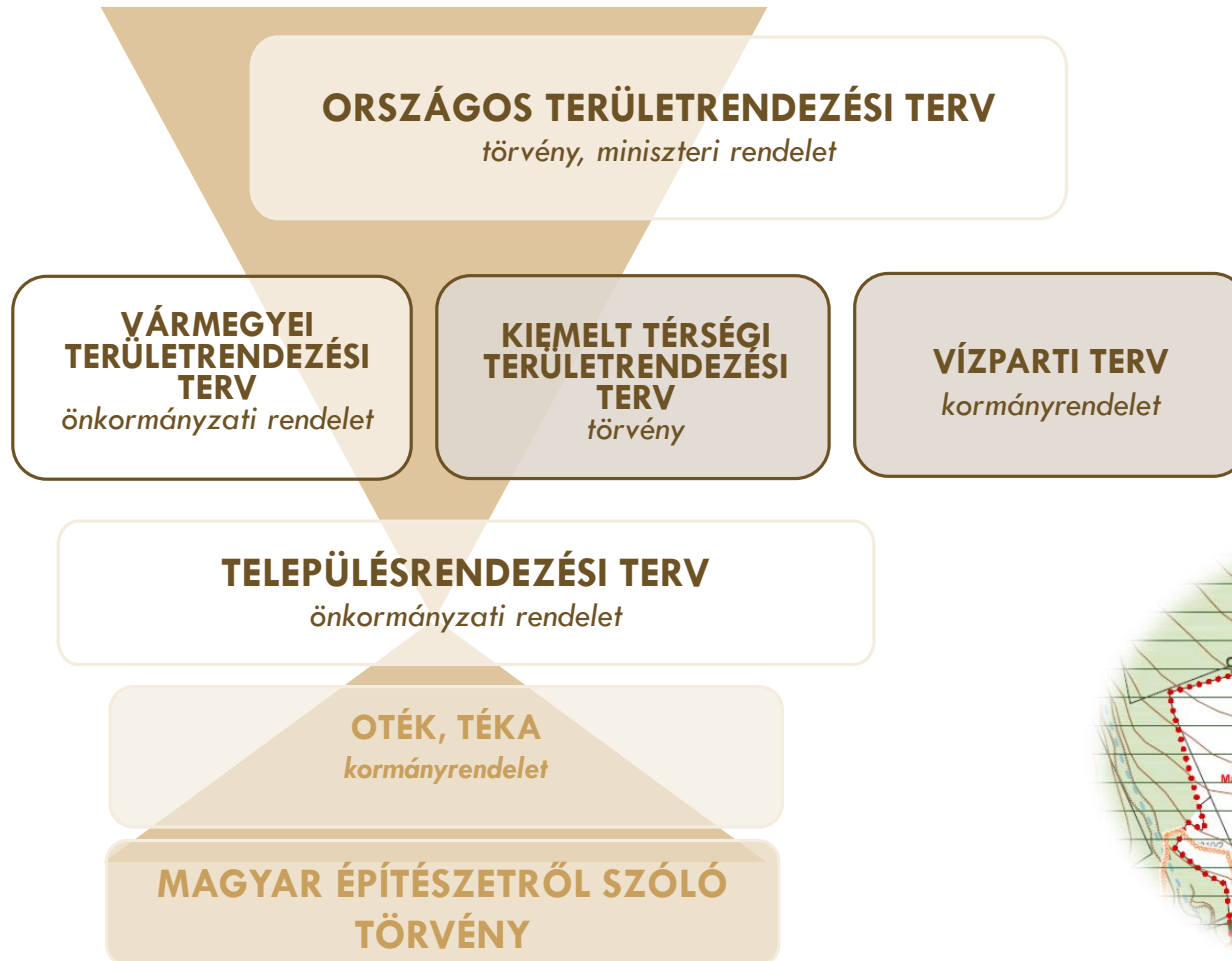 ORSZÁGOS TERÜLETRENDEZÉSI TERV
törvény, miniszteri rendelet
VÁRMEGYEI
TERÜLETRENDEZÉSI
TERV
önkormányzati rendelet
KIEMELT TÉRSÉGI
TERÜLETRENDEZÉSI
TERV
törvény
VÍZPARTI TERV
kormányrendelet
TELEPÜLÉSRENDEZÉSI TERV
önkormányzati rendelet
OTÉK, TÉKA
kormányrendelet
MAGYAR ÉPÍTÉSZETRŐL SZÓLÓ
TÖRVÉNY